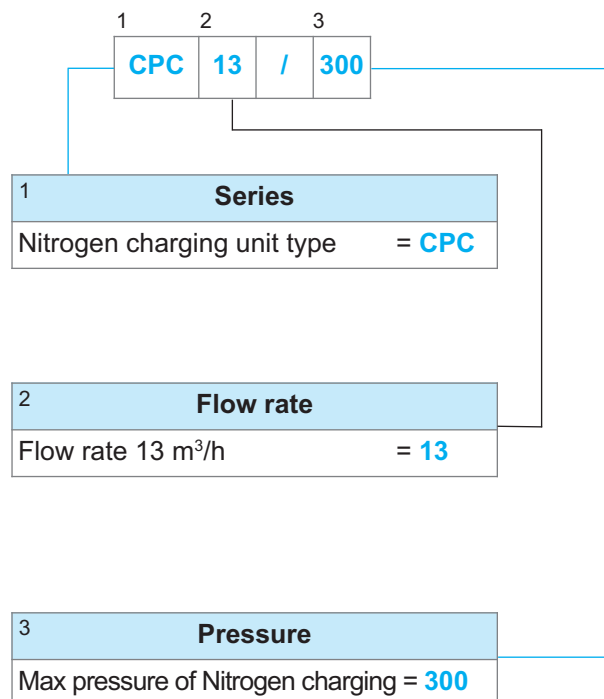 1 2 3
CPC 13 / 300
1 Series
Nitrogen charging unit type = CPC
2 Flow rate
Flow rate 13 m³/h = 13
3 Pressure
Max pressure of Nitrogen charging = 300